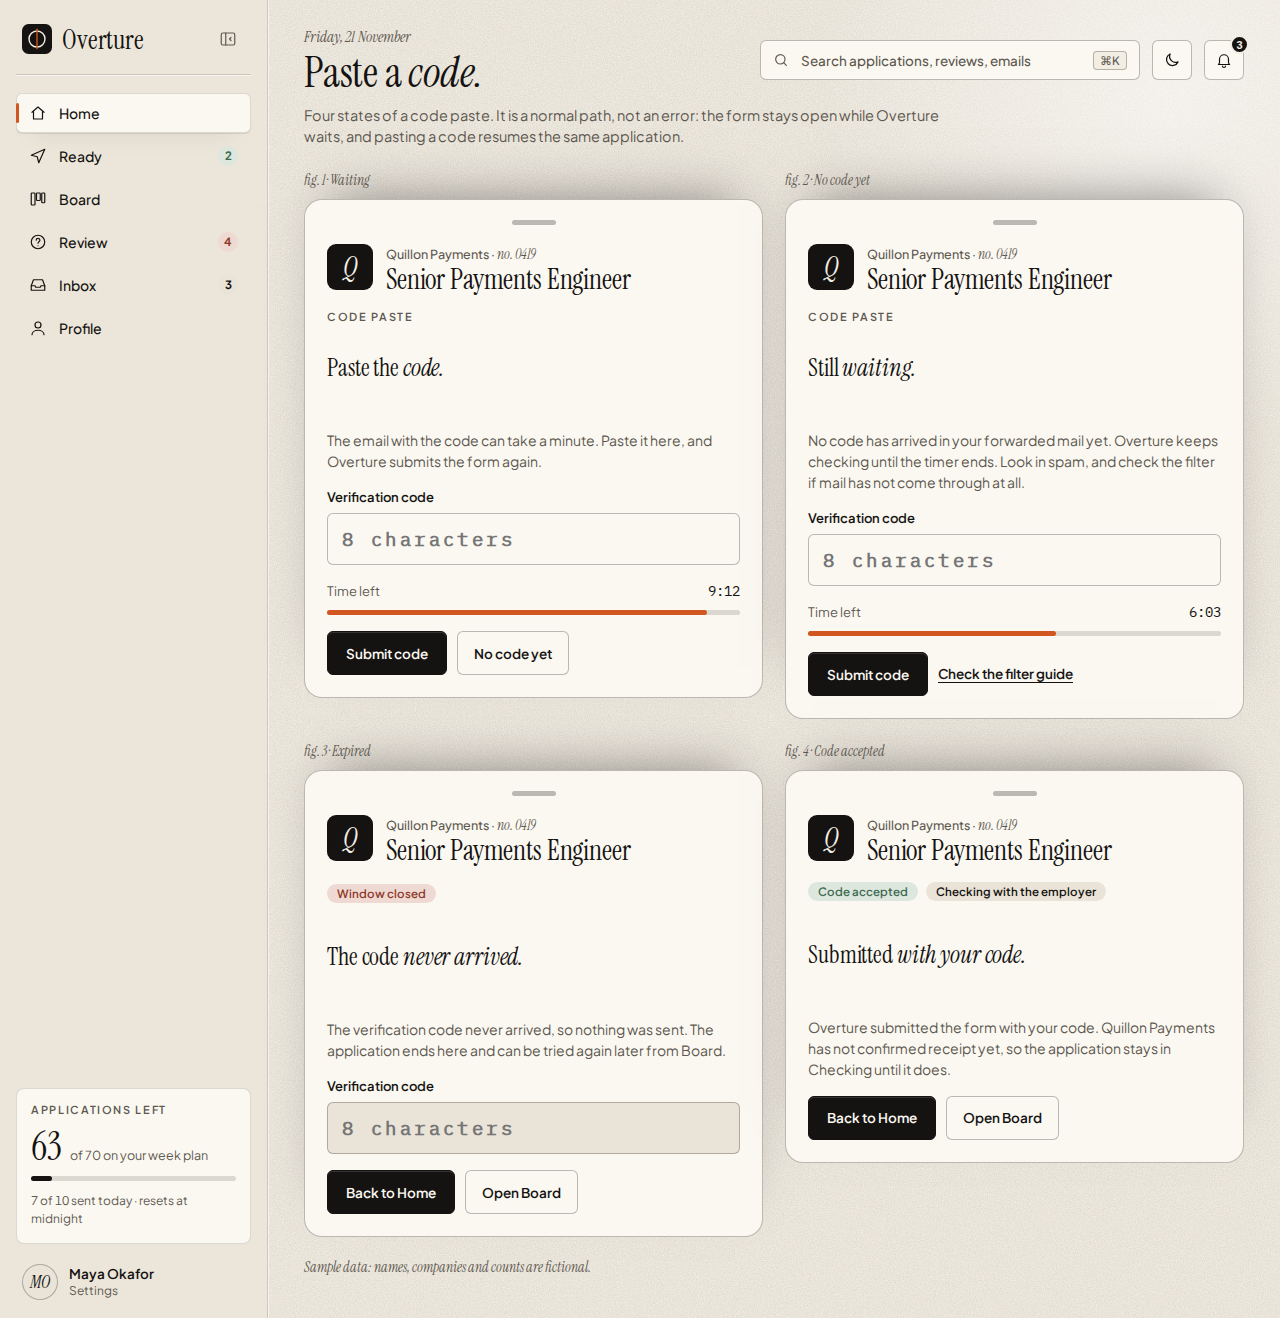 Overture
Home
Ready 2
Board
Review 4
Inbox 3
Profile
APPLICATIONS LEFT
63 of 70 on your week plan
7 of 10 sent today · resets at
midnight
MO
Maya Okafor
Settings
Friday, 21 November
Paste a code.
Search applications, reviews, emails ⌘K
3
Four states of a code paste. It is a normal path, not an error: the form stays open while Overture
waits, and pasting a code resumes the same application.
fig. 1 · Waiting
Q
Quillon Payments · no. 0419
Senior Payments Engineer
CODE PASTE
Paste the code.
The email with the code can take a minute. Paste it here, and
Overture submits the form again.
Verification code
8 characters
Time left 9:12
Submit code
No code yet
fig. 2 · No code yet
Q
Quillon Payments · no. 0419
Senior Payments Engineer
CODE PASTE
Still waiting.
No code has arrived in your forwarded mail yet. Overture keeps
checking until the timer ends. Look in spam, and check the filter
if mail has not come through at all.
Verification code
8 characters
Time left 6:03
Submit code
Check the filter guide
fig. 3 · Expired
Q
Quillon Payments · no. 0419
Senior Payments Engineer
Window closed
The code never arrived.
The verification code never arrived, so nothing was sent. The
application ends here and can be tried again later from Board.
Verification code
8 characters
Back to Home
Open Board
fig. 4 · Code accepted
Q
Quillon Payments · no. 0419
Senior Payments Engineer
Code accepted
Checking with the employer
Submitted with your code.
Overture submitted the form with your code. Quillon Payments
has not confirmed receipt yet, so the application stays in
Checking until it does.
Back to Home
Open Board
Sample data: names, companies and counts are fictional.